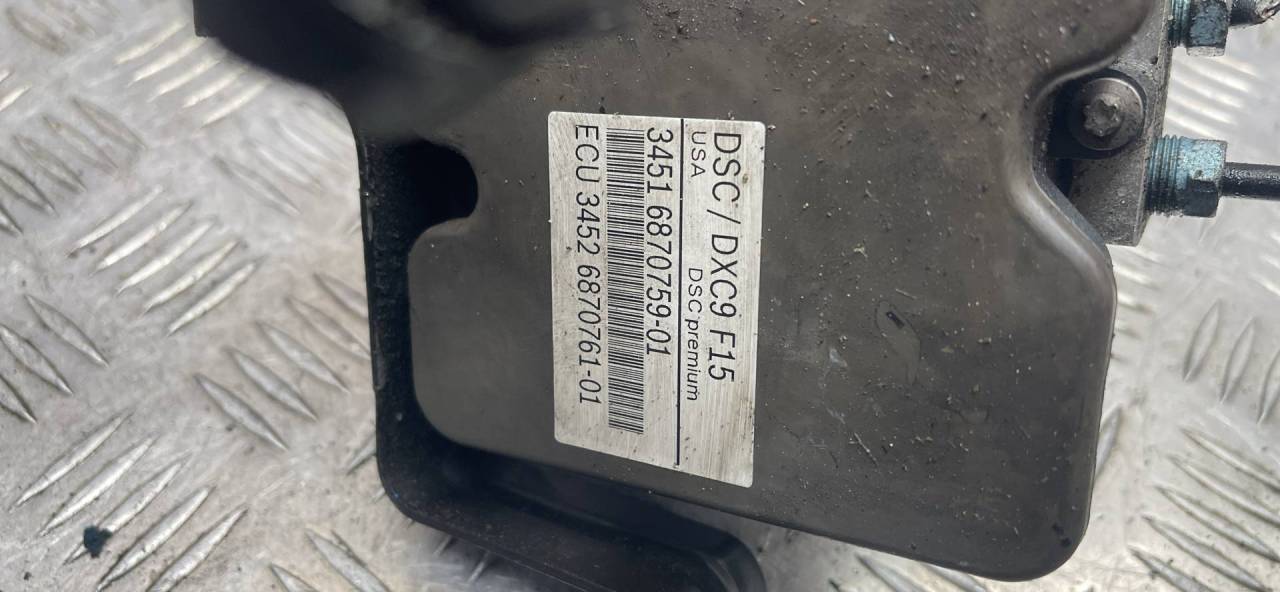 DSC/DXC9 F15
USA DSC premium
3451 6870759-01
ECU 3452 6870761-01